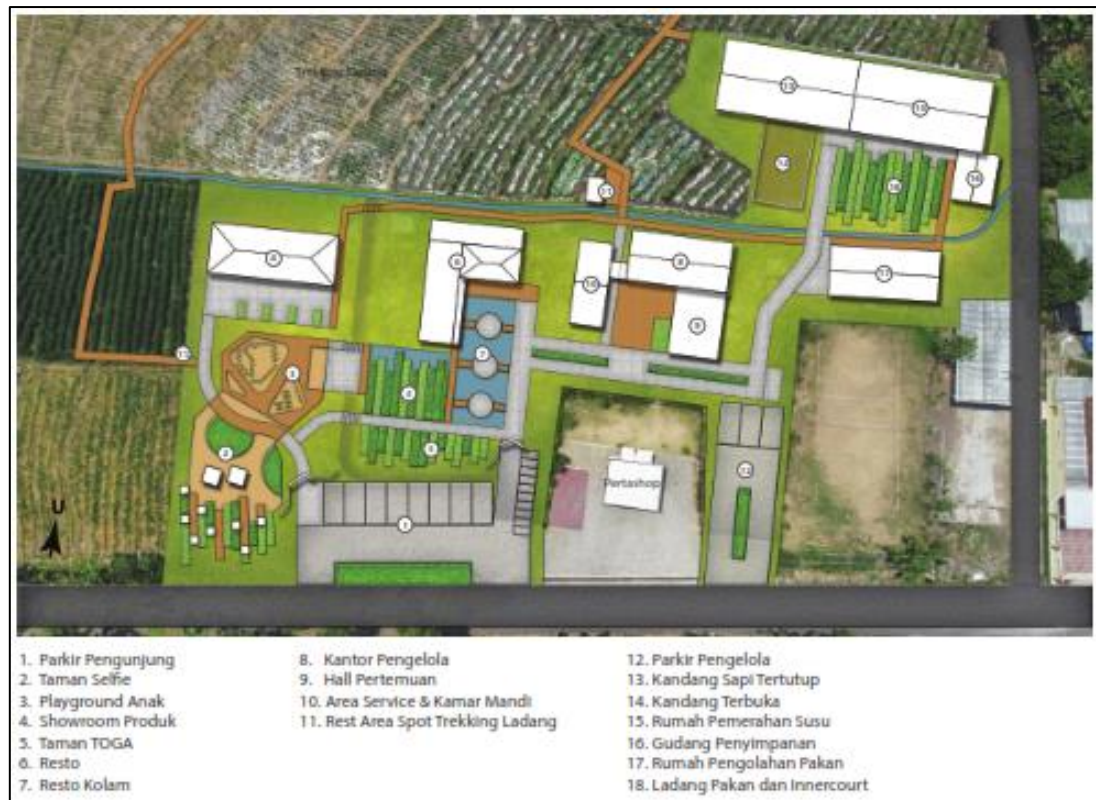 U
Pertashop
1. Parkir Pengunjung
2. Taman Selfie
3. Playground Anak
4. Showroom Produk
5. Taman TOGA
6. Resto
7. Resto Kolam
8. Kantor Pengelola
9. Hall Pertemuan
10. Area Service & Kamar Mandi
11. Rest Area Spot Trekking Ladang
12. Parkir Pengelola
13. Kandang Sapi Tertutup
14. Kandang Terbuka
15. Rumah Pemerahan Susu
16. Gudang Penyimpanan
17. Rumah Pengolahan Pakan
18. Ladang Pakan dan Innercourt